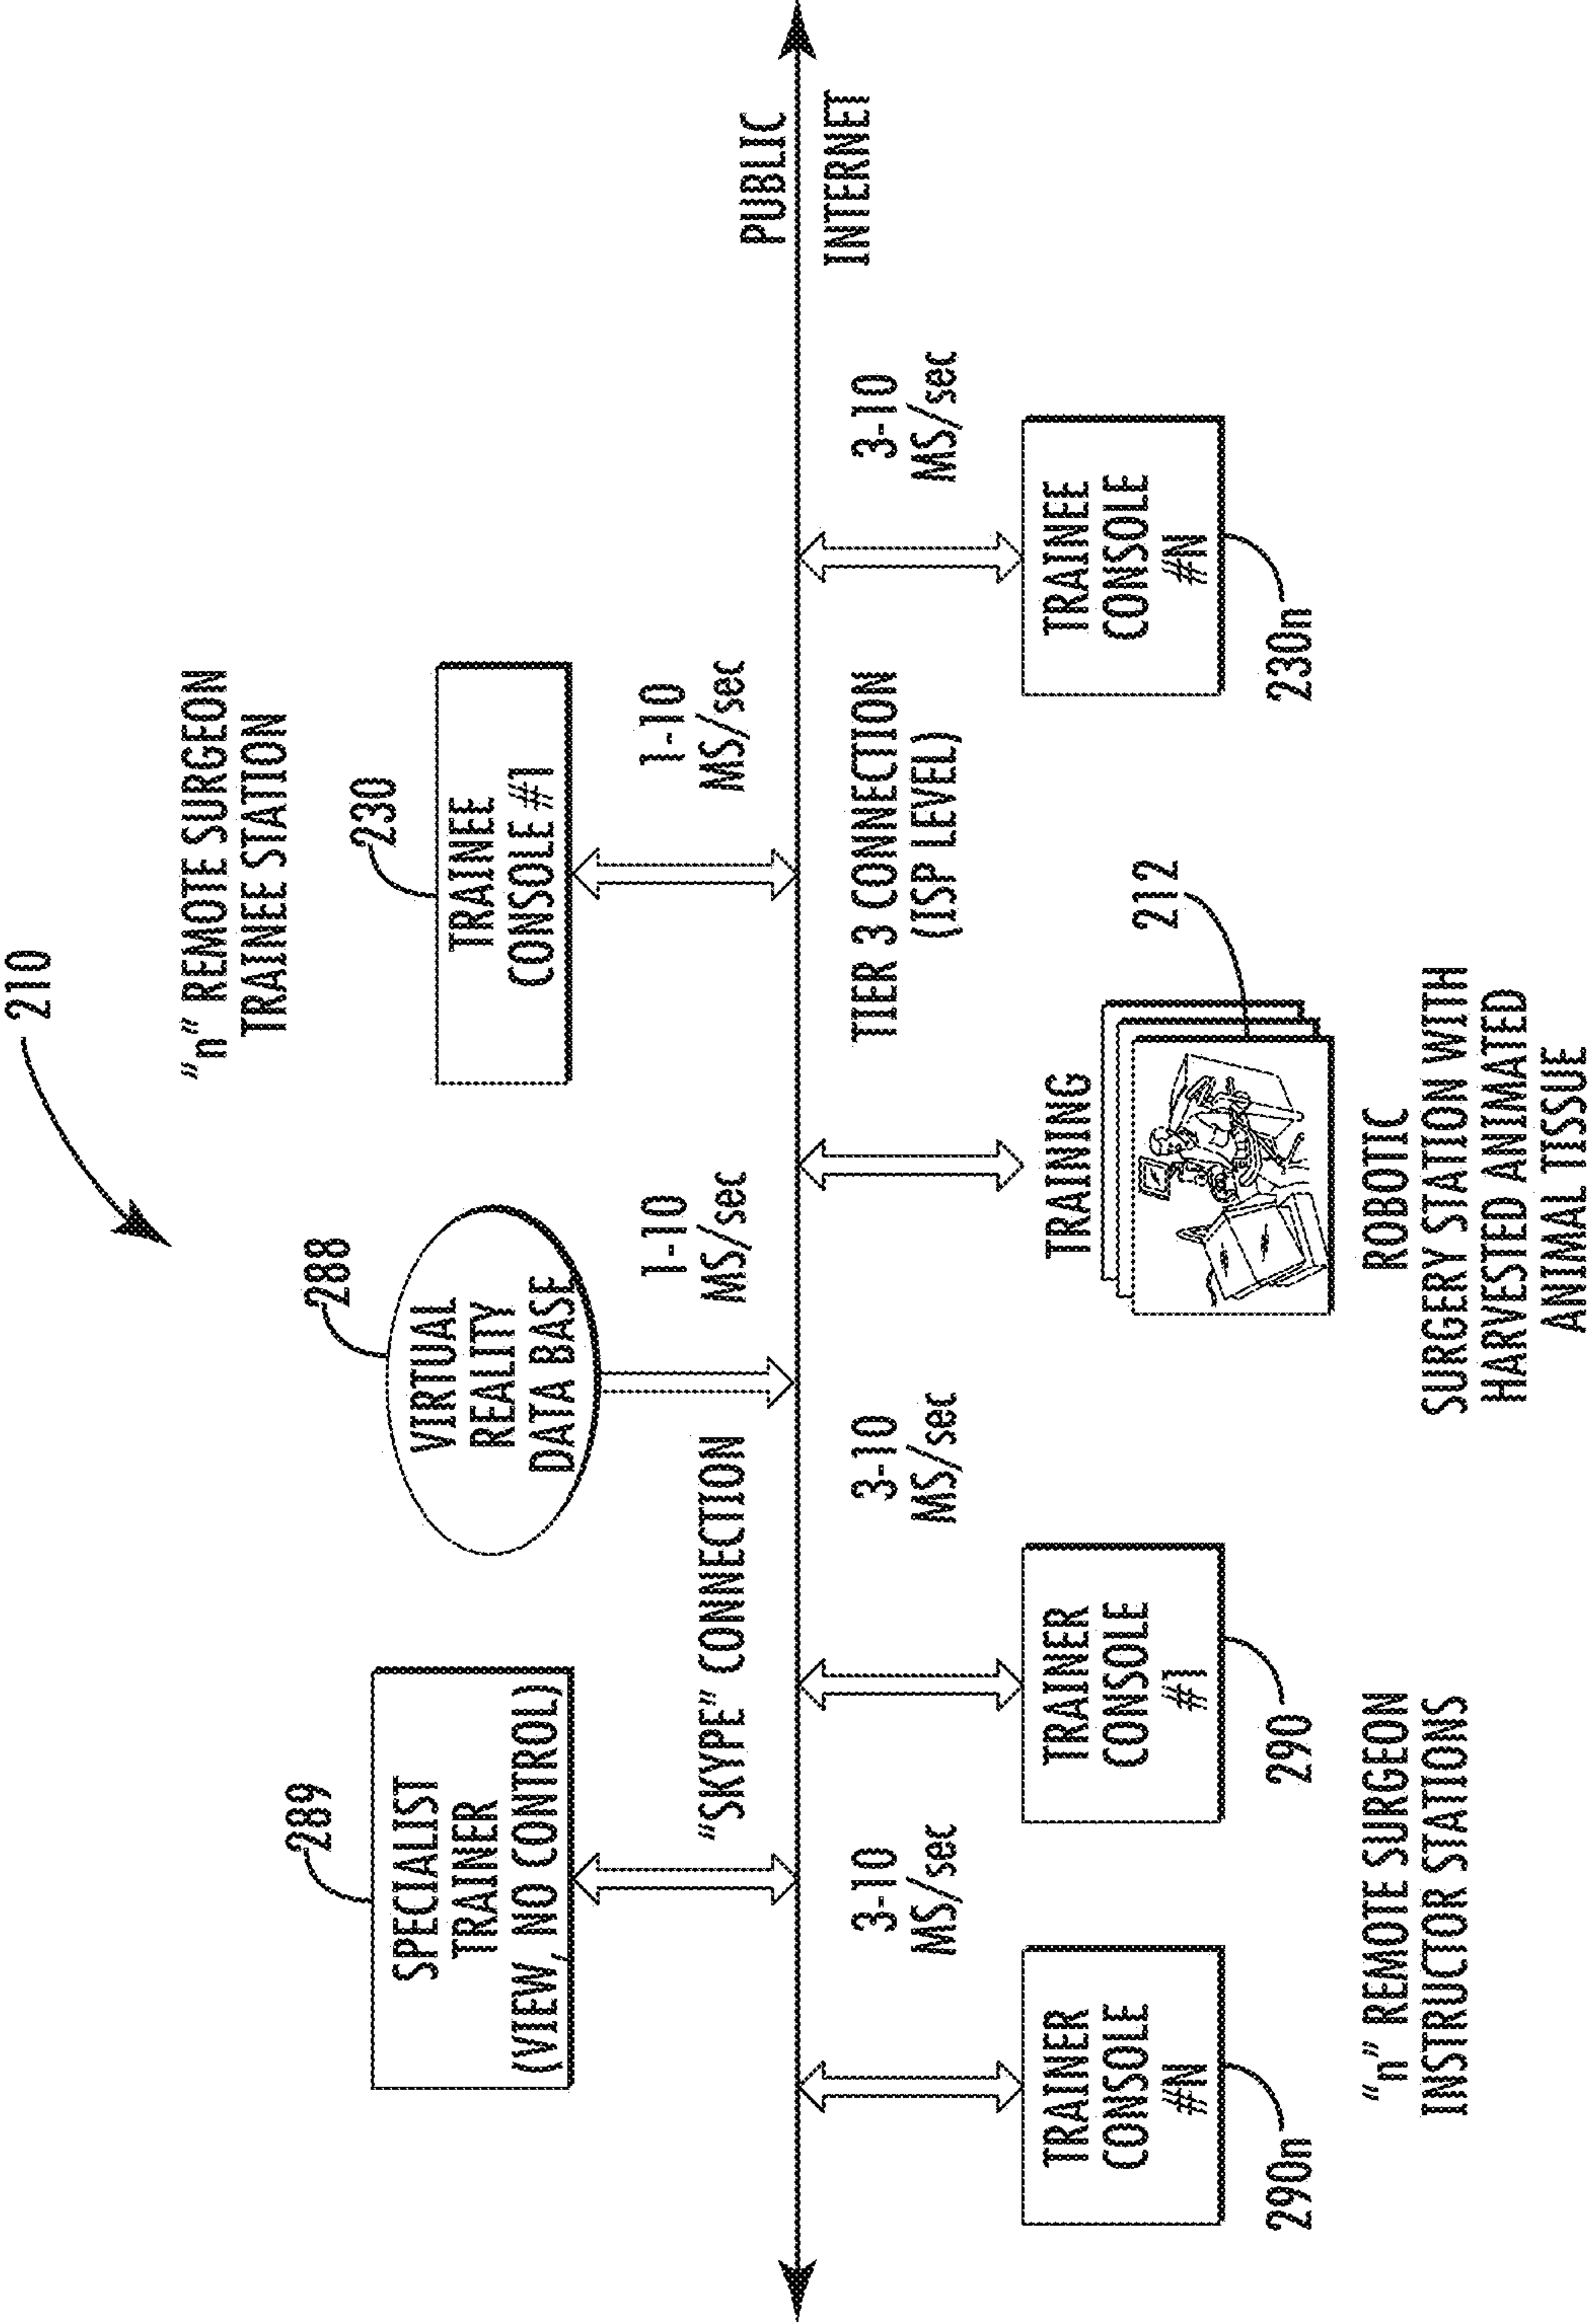 210
"n" REMOTE SURGEON
TRAINEE STATION
289
288
230
SPECIALIST
TRAINER
(VIEW, NO CONTROL)
VIRTUAL
REALITY
DATA BASE
TRAINEE
CONSOLE #1
"SKYPE" CONNECTION
1-10
MS/sec
1-10
MS/sec
PUBLIC
INTERNET
3-10
MS/sec
3-10
MS/sec
TIER 3 CONNECTION
(ISP LEVEL)
3-10
MS/sec
TRAINER
CONSOLE
#N
290n
TRAINER
CONSOLE
#1
290
TRAINING
212
TRAINEE
CONSOLE
#N
230n
"n" REMOTE SURGEON
INSTRUCTOR STATIONS
ROBOTIC
SURGERY STATION WITH
HARVESTED ANIMATED
ANIMAL TISSUE